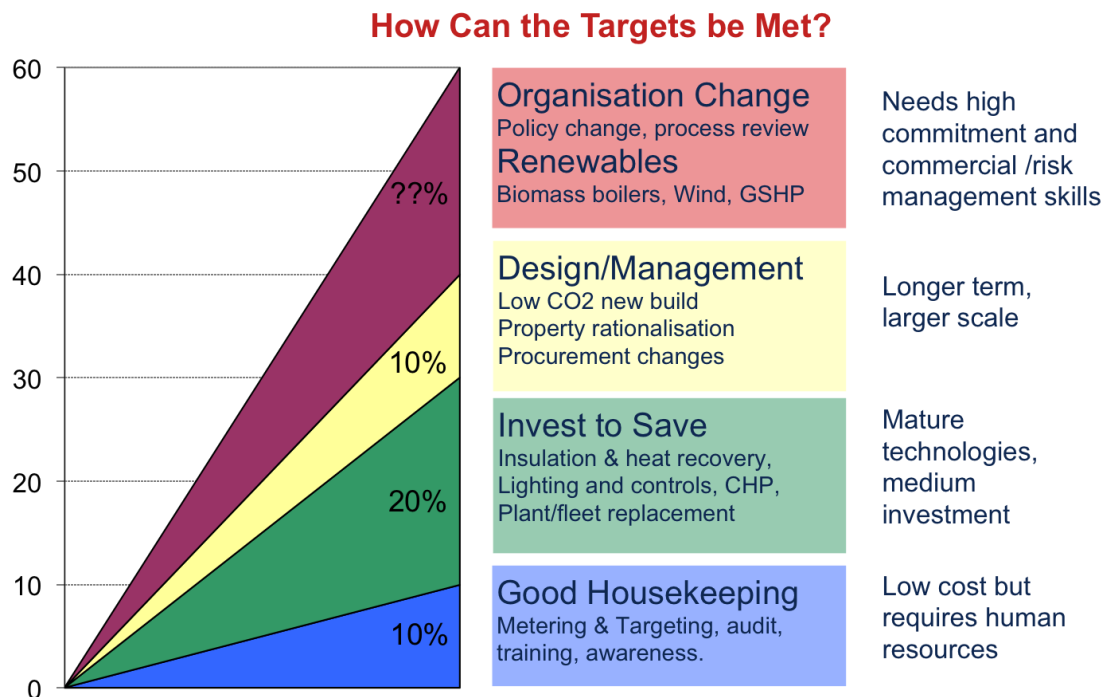 How Can the Targets be Met?
60
50
40
30
20
10
0
??%
10%
20%
10%
Organisation Change
Policy change, process review
Renewables
Biomass boilers, Wind, GSHP
Needs high
commitment and
commercial /risk
management skills
Design/Management
Low CO2 new build
Property rationalisation
Procurement changes
Longer term,
larger scale
Invest to Save
Insulation & heat recovery,
Lighting and controls, CHP,
Plant/fleet replacement
Mature
technologies,
medium
investment
Good Housekeeping
Metering & Targeting, audit,
training, awareness.
Low cost but
requires human
resources